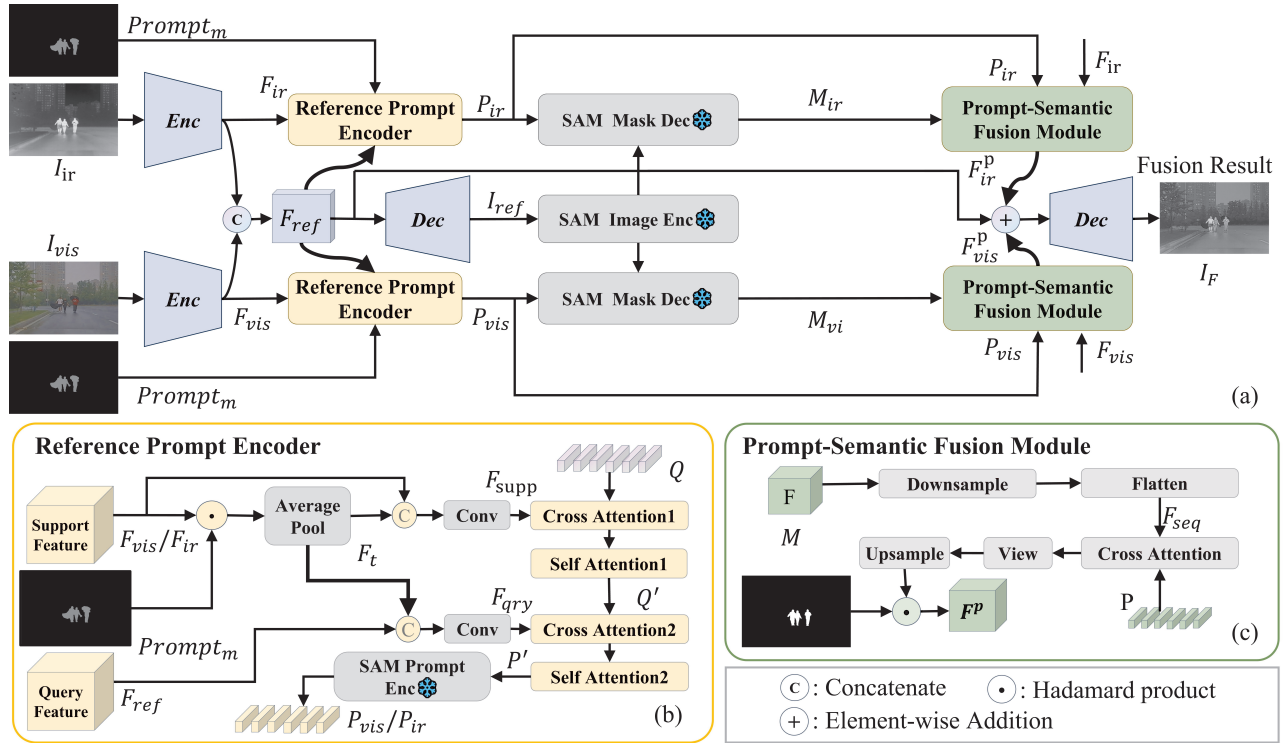 Prompt_m
I_ir
Enc
F_ir
Reference Prompt
Encoder
P_ir
SAM Mask Dec
M_ir
P_ir
F_ir
Prompt-Semantic
Fusion Module
F_ir^p
Fusion Result
C
F_ref
Dec
I_ref
SAM Image Enc
+
Dec
I_F
I_vis
Enc
F_vis
Reference Prompt
Encoder
P_vis
SAM Mask Dec
M_vi
F_vis^p
Prompt-Semantic
Fusion Module
P_vis
F_vis
Prompt_m
(a)
Reference Prompt Encoder
Support
Feature
F_vis/F_ir
Average
Pool
F_t
C
Conv
F_supp
Q
Cross Attention1
Self Attention1
Q′
Prompt_m
C
Conv
F_qry
Cross Attention2
Self Attention2
P′
SAM Prompt
Enc
Query
Feature
F_ref
P_vis/P_ir
(b)
Prompt-Semantic Fusion Module
F
M
Downsample
Flatten
F_seq
Upsample
View
Cross Attention
P
F^p
(c)
C : Concatenate
: Hadamard product
+ : Element-wise Addition